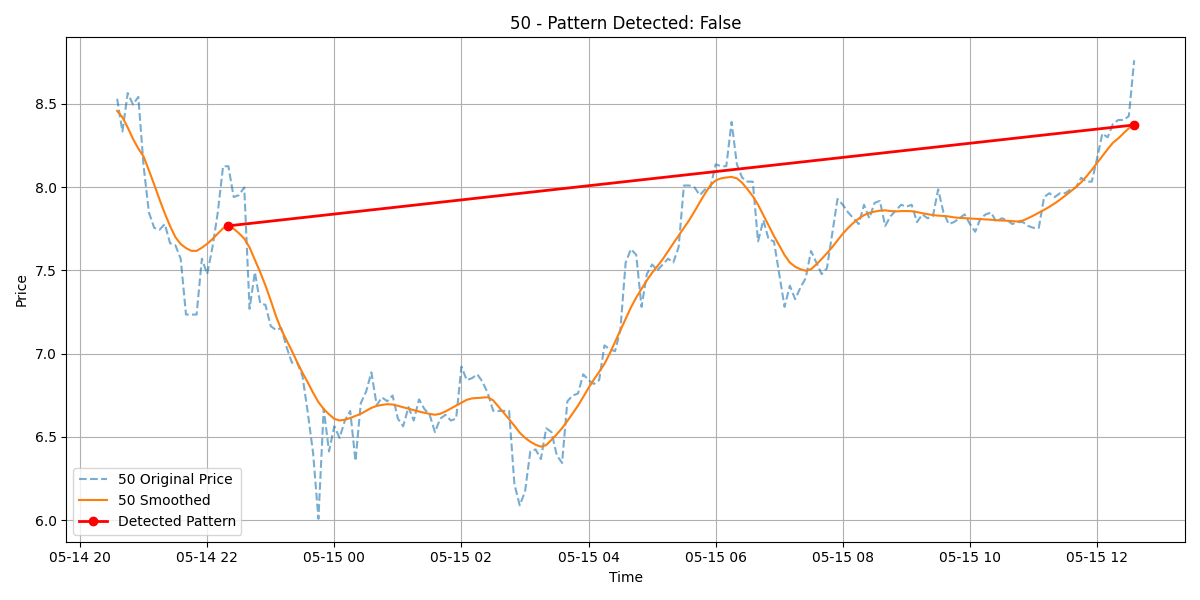 50 - Pattern Detected: False
8.5
8.0
7.5
7.0
6.5
6.0
Price
50 Original Price
50 Smoothed
Detected Pattern
05-14 20 05-14 22 05-15 00 05-15 02 05-15 04 05-15 06 05-15 08 05-15 10 05-15 12
Time